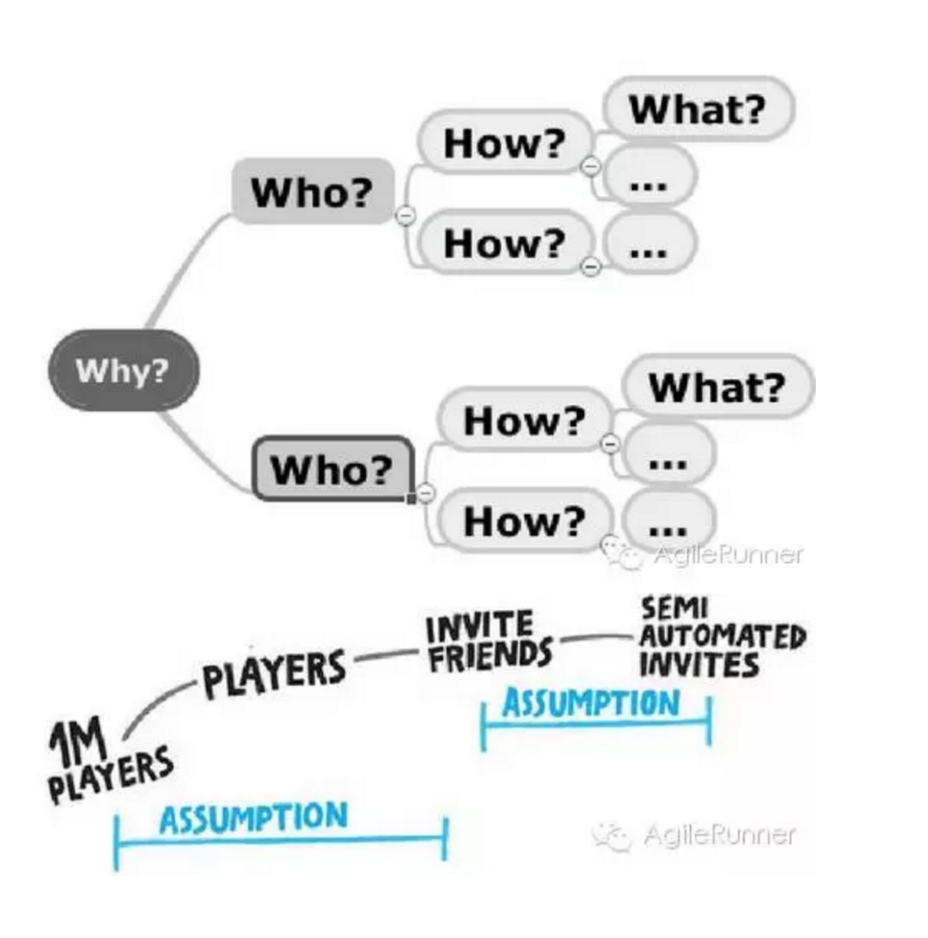 What?
How?
...
Who?
How?
...
Why?
What?
How?
...
Who?
How?
...
AgileRunner
SEMI
AUTOMATED
INVITES
INVITE
FRIENDS
PLAYERS
ASSUMPTION
1M
PLAYERS
ASSUMPTION
AgileRunner